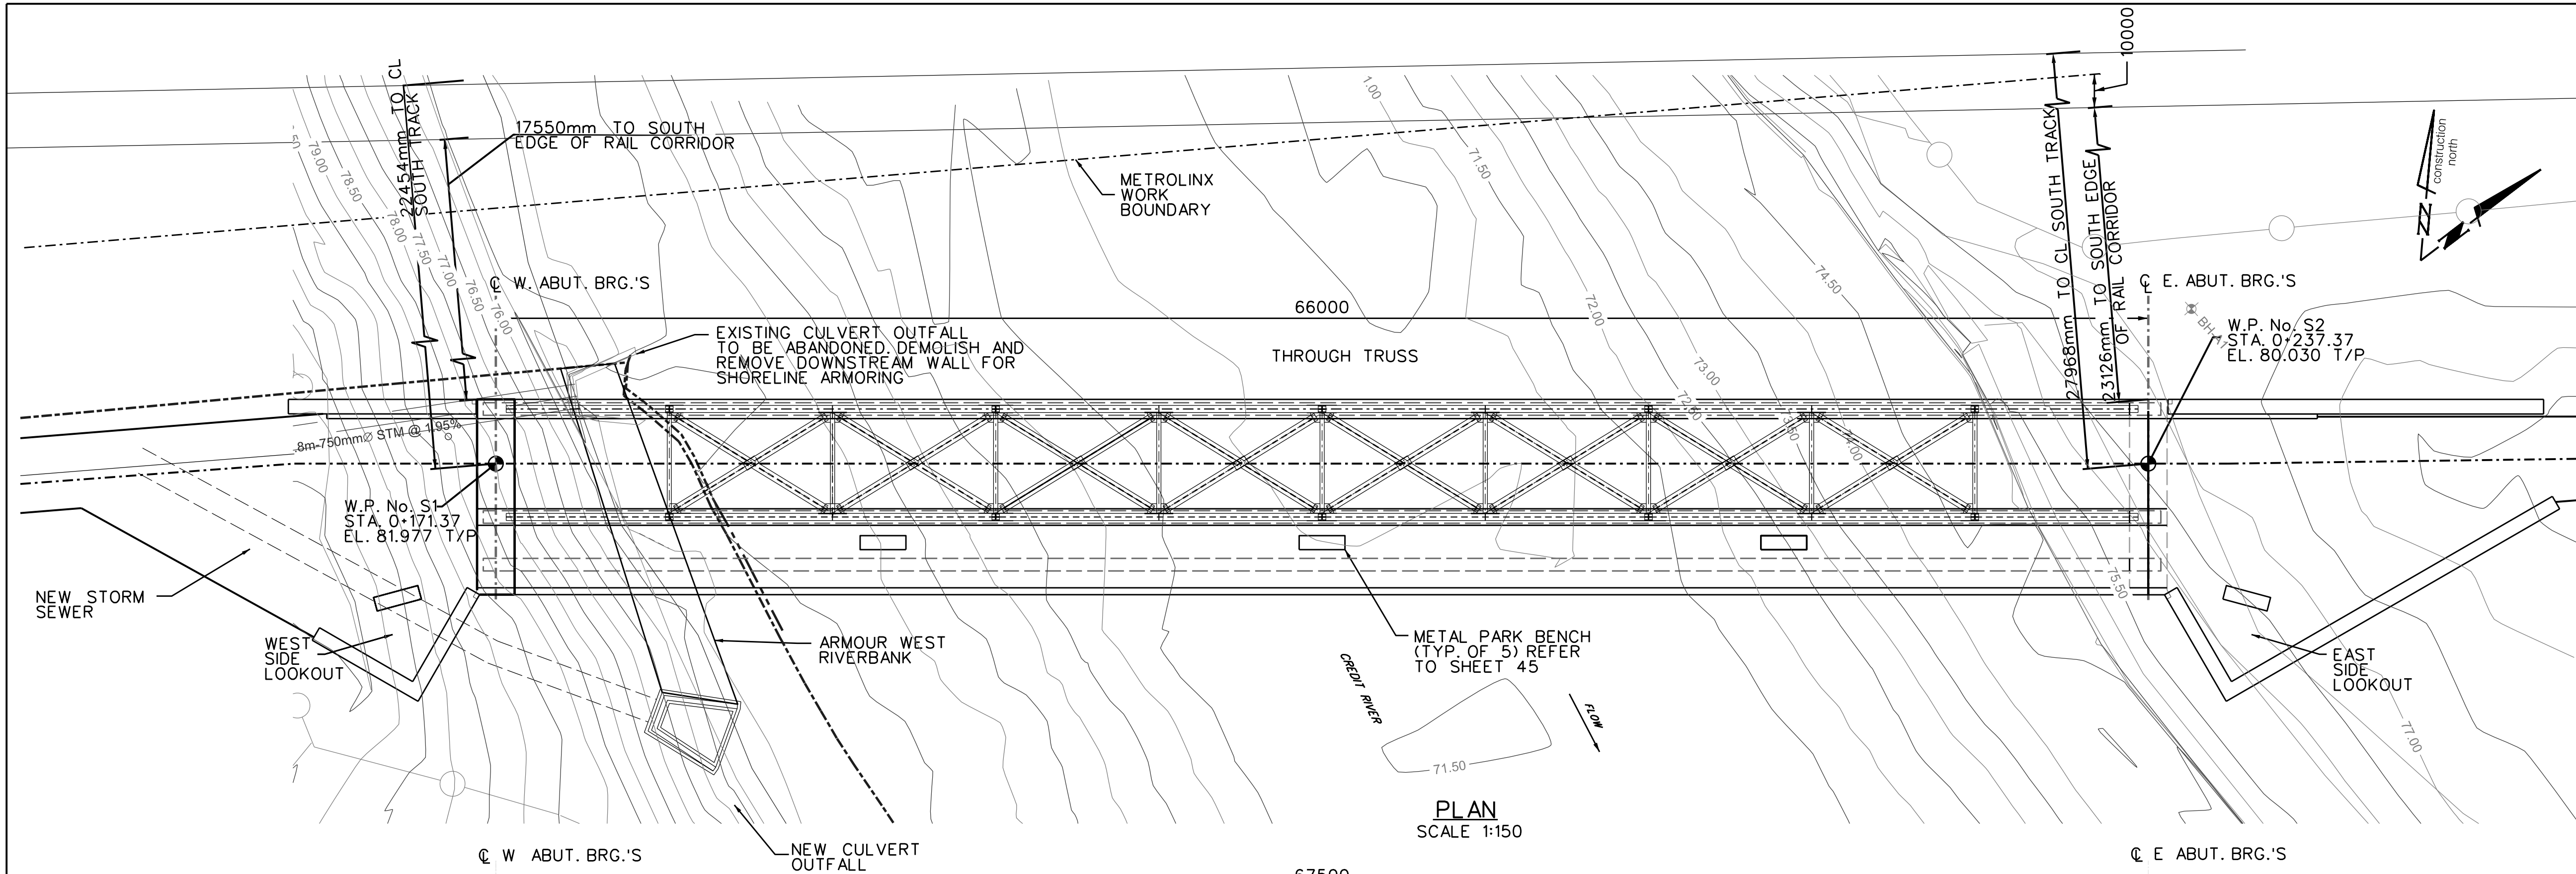 10000
22454mm TO CL
SOUTH TRACK
17550mm TO SOUTH
EDGE OF RAIL CORRIDOR
79.00
78.50
78.00
77.50
77.00
76.50
76.00
1.00
71.50
72.00
73.00
74.50
METROLINX
WORK
BOUNDARY
27968mm TO CL SOUTH TRACK
23126mm TO SOUTH EDGE
OF RAIL CORRIDOR
construction
north
N
N
℄ W. ABUT. BRG.'S
66000
℄ E. ABUT. BRG.'S
EXISTING CULVERT OUTFALL
TO BE ABANDONED. DEMOLISH AND
REMOVE DOWNSTREAM WALL FOR
SHORELINE ARMORING
THROUGH TRUSS
W.P. No. S2
STA. 0+237.37
EL. 80.030 T/P
.8m-750mm∅ STM @ 1.95%
73.50
74.00
W.P. No. S1
STA. 0+171.37
EL. 81.977 T/P
NEW STORM
SEWER
WEST
SIDE
LOOKOUT
ARMOUR WEST
RIVERBANK
METAL PARK BENCH
(TYP. OF 5) REFER
TO SHEET 45
CREDIT RIVER
FLOW
71.50
75.50
EAST
SIDE
LOOKOUT
77.00
PLAN
SCALE 1:150
℄ W ABUT. BRG.'S
NEW CULVERT
OUTFALL
67500
℄ E ABUT. BRG.'S